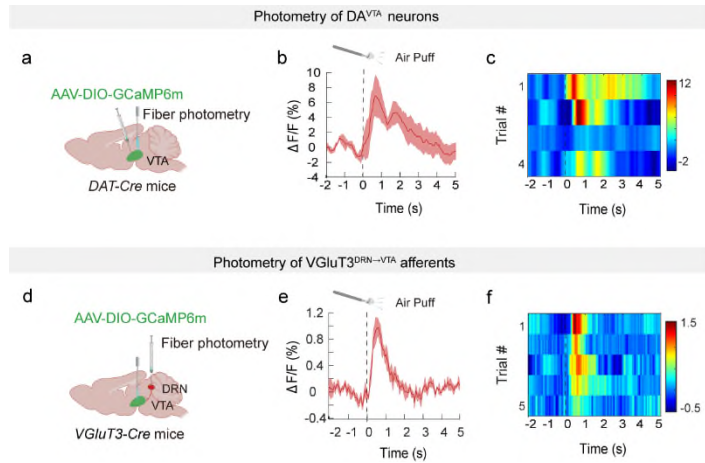 Photometry of DA^VTA neurons
a
AAV-DIO-GCaMP6m
Fiber photometry
VTA
DAT-Cre mice
b
Air Puff
ΔF/F (%)
10
8
6
4
2
0
-2
-4
-2 -1 0 1 2 3 4 5
Time (s)
c
Trial #
1
4
12
-2
-2 -1 0 1 2 3 4 5
Time (s)
Photometry of VGluT3^DRN→VTA afferents
d
AAV-DIO-GCaMP6m
Fiber photometry
DRN
VTA
VGluT3-Cre mice
e
Air Puff
ΔF/F (%)
1.2
0.8
0.4
0
-0.4
-2 -1 0 1 2 3 4 5
Time (s)
f
Trial #
1
5
1.5
-0.5
-2 -1 0 1 2 3 4 5
Time (s)